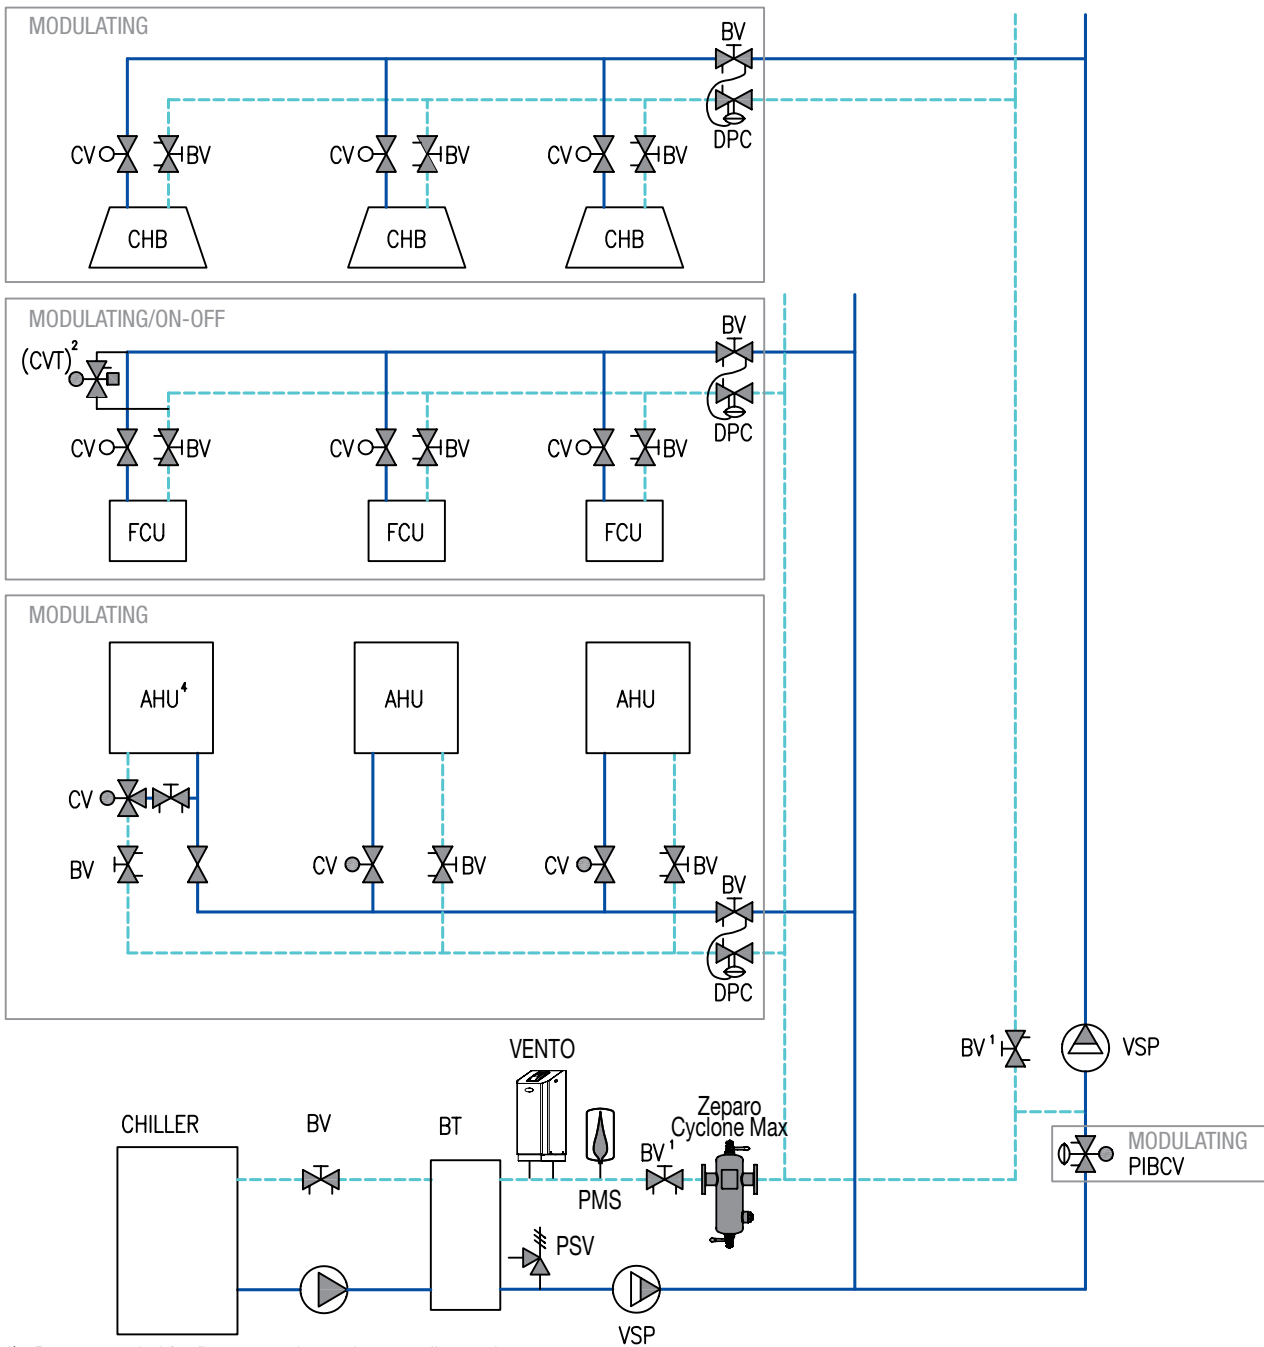 MODULATING
BV
DPC
CV BV CV BV CV BV
CHB CHB CHB
MODULATING/ON-OFF
BV
(CVT)²
DPC
CV BV CV BV CV BV
FCU FCU FCU
MODULATING
AHU⁴ AHU AHU
CV
BV CV BV CV BV
BV
DPC
VENTO
BV¹ VSP
Zeparo
Cyclone Max
CHILLER BV BT BV¹
MODULATING
PIBCV
PMS
PSV
VSP